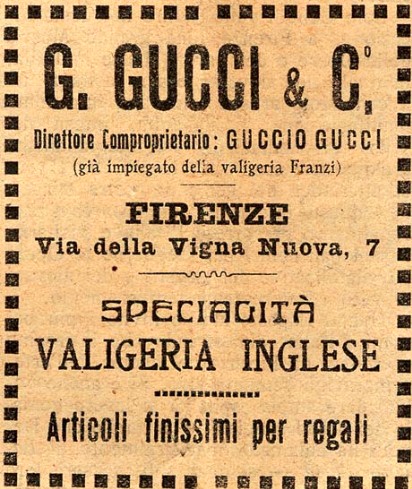 G. GUCCI & Cº,
Direttore Comproprietario: GUCCIO GUCCI
(già impiegato della valigeria Franzi)
FIRENZE
Via della Vigna Nuova, 7
SPECIALITÀ
VALIGERIA INGLESE
Articoli finissimi per regali